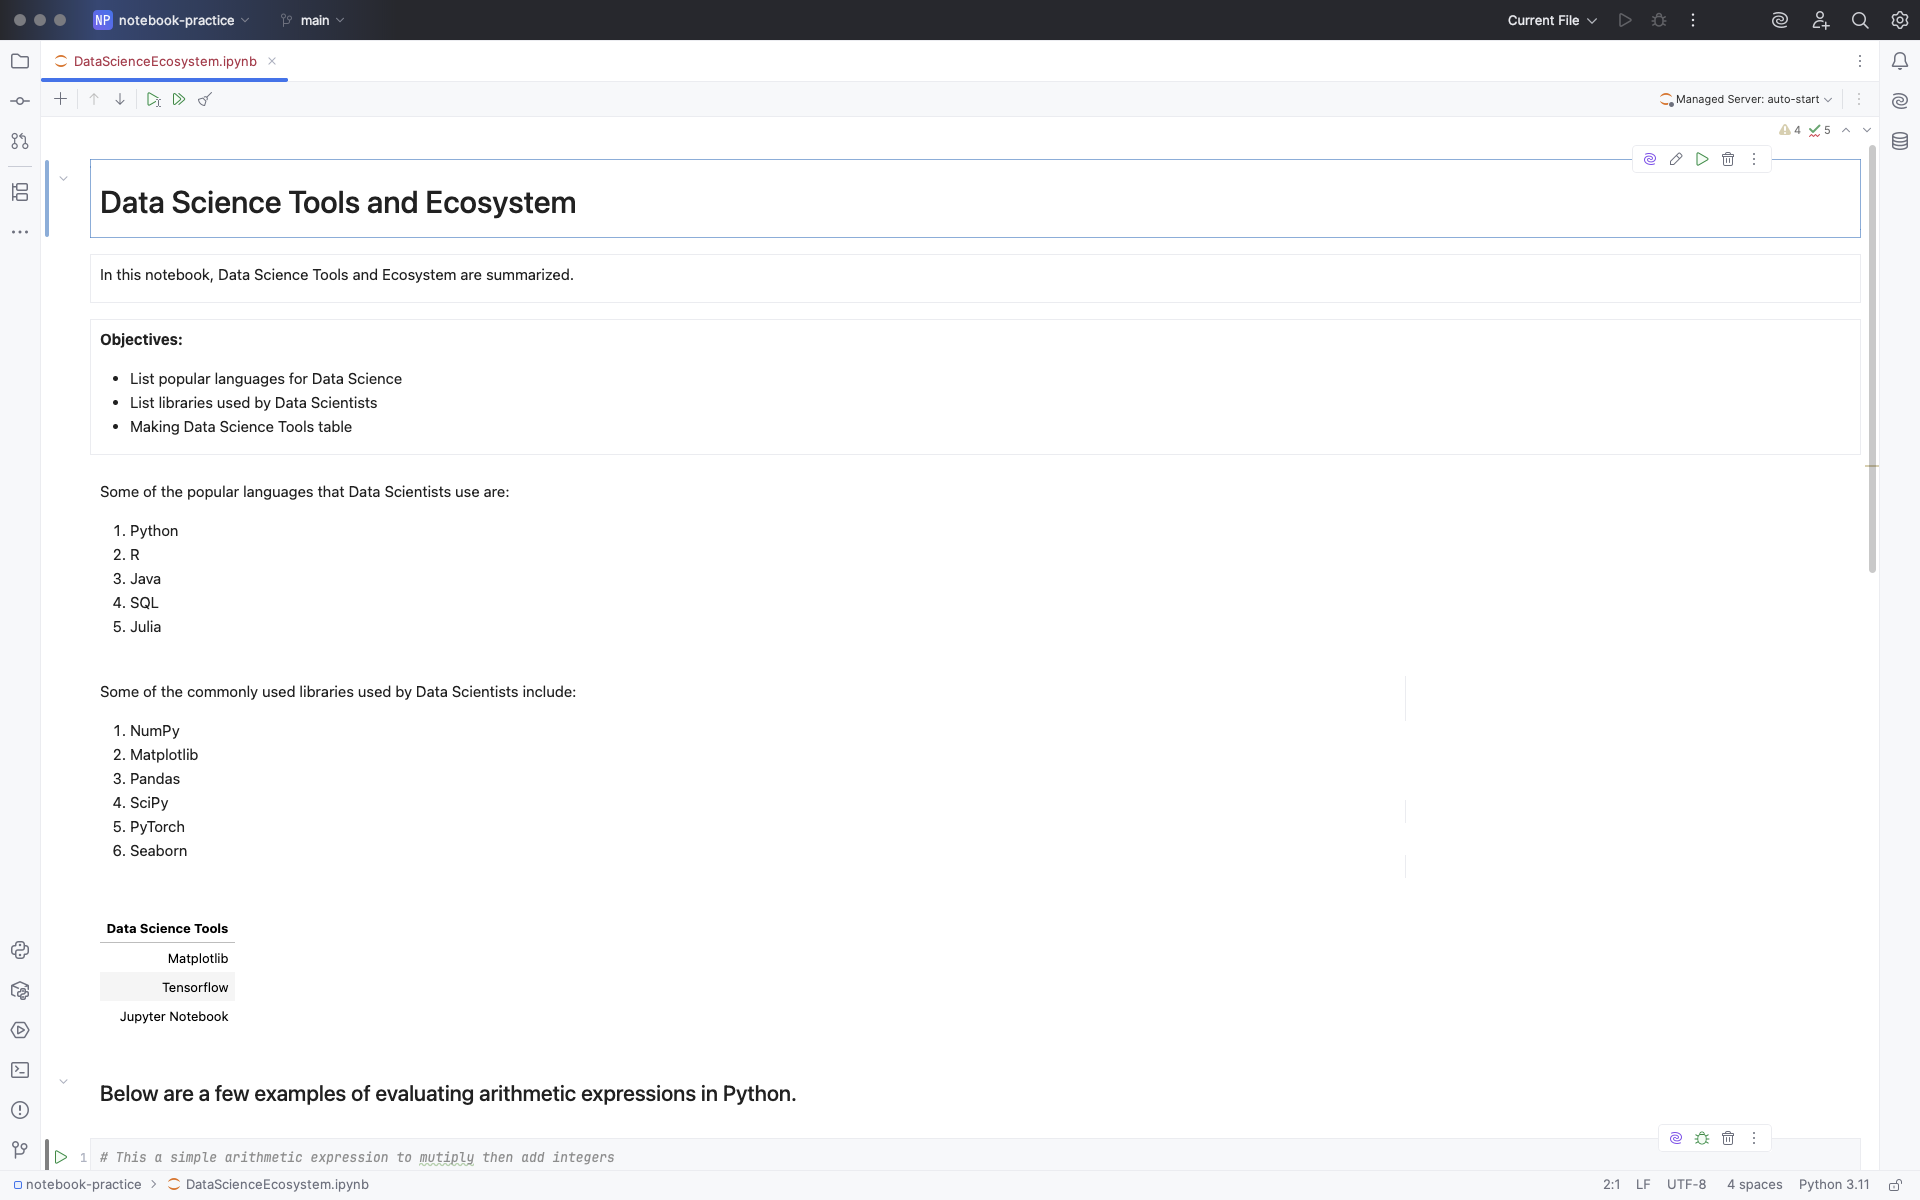 NP notebook-practice main Current File
DataScienceEcosystem.ipynb
Managed Server: auto-start
4 5
Data Science Tools and Ecosystem
In this notebook, Data Science Tools and Ecosystem are summarized.
Objectives:
• List popular languages for Data Science
• List libraries used by Data Scientists
• Making Data Science Tools table
Some of the popular languages that Data Scientists use are:
1. Python
2. R
3. Java
4. SQL
5. Julia
Some of the commonly used libraries used by Data Scientists include:
1. NumPy
2. Matplotlib
3. Pandas
4. SciPy
5. PyTorch
6. Seaborn
Data Science Tools
Matplotlib
Tensorflow
Jupyter Notebook
Below are a few examples of evaluating arithmetic expressions in Python.
1 # This a simple arithmetic expression to mutiply then add integers
notebook-practice > DataScienceEcosystem.ipynb 2:1 LF UTF-8 4 spaces Python 3.11